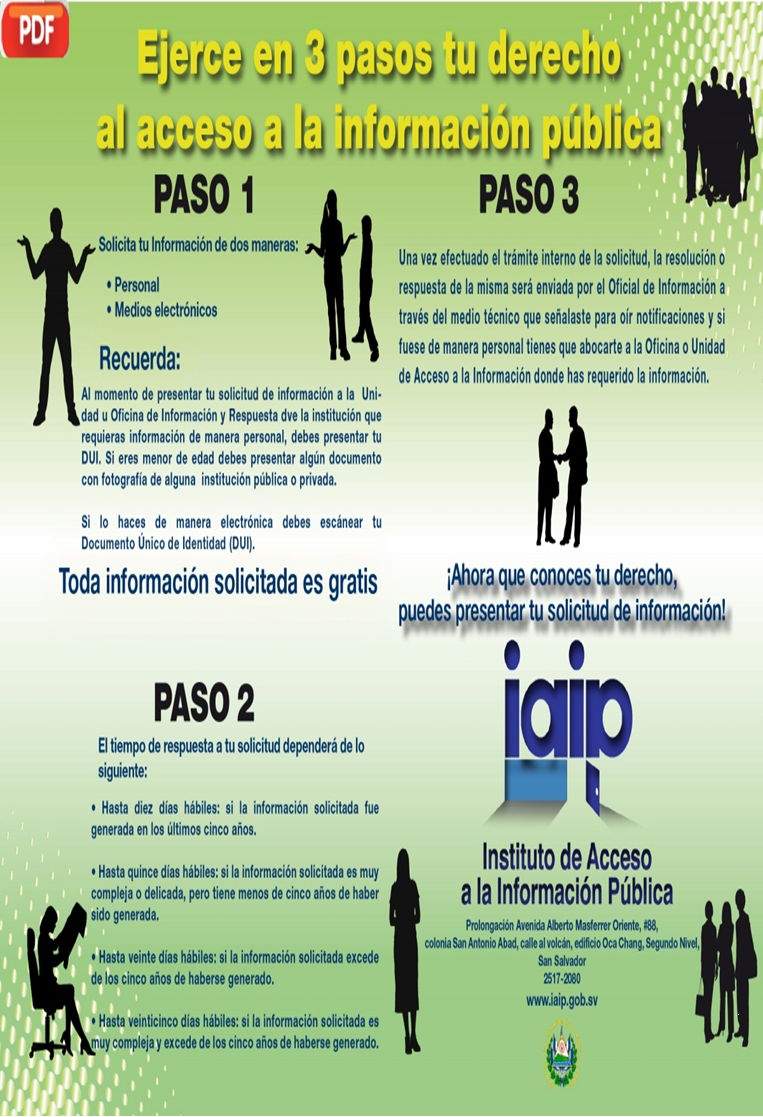 PDF
Ejerce en 3 pasos tu derecho
al acceso a la información pública
PASO 1
Solicita tu Información de dos maneras:
• Personal
• Medios electrónicos
Recuerda:
Al momento de presentar tu solicitud de información a la Uni-
dad u Oficina de Información y Respuesta dve la institución que
requieras información de manera personal, debes presentar tu
DUI. Si eres menor de edad debes presentar algún documento
con fotografía de alguna institución pública o privada.
Si lo haces de manera electrónica debes escánear tu
Documento Único de Identidad (DUI).
Toda información solicitada es gratis
PASO 2
El tiempo de respuesta a tu solicitud dependerá de lo
siguiente:
• Hasta diez días hábiles: si la información solicitada fue
generada en los últimos cinco años.
• Hasta quince días hábiles: si la información solicitada es muy
compleja o delicada, pero tiene menos de cinco años de haber
sido generada.
• Hasta veinte días hábiles: si la información solicitada excede
de los cinco años de haberse generado.
• Hasta veinticinco días hábiles: si la información solicitada es
muy compleja y excede de los cinco años de haberse generado.
PASO 3
Una vez efectuado el trámite interno de la solicitud, la resolución o
respuesta de la misma será enviada por el Oficial de Información a
través del medio técnico que señalaste para oír notificaciones y si
fuese de manera personal tienes que abocarte a la Oficina o Unidad
de Acceso a la Información donde has requerido la información.
¡Ahora que conoces tu derecho,
puedes presentar tu solicitud de información!
iaip
Instituto de Acceso
a la Información Pública
Prolongación Avenida Alberto Masferrer Oriente, #88,
colonia San Antonio Abad, calle al volcán, edificio Oca Chang, Segundo Nivel,
San Salvador
2517-2080
www.iaip.gob.sv